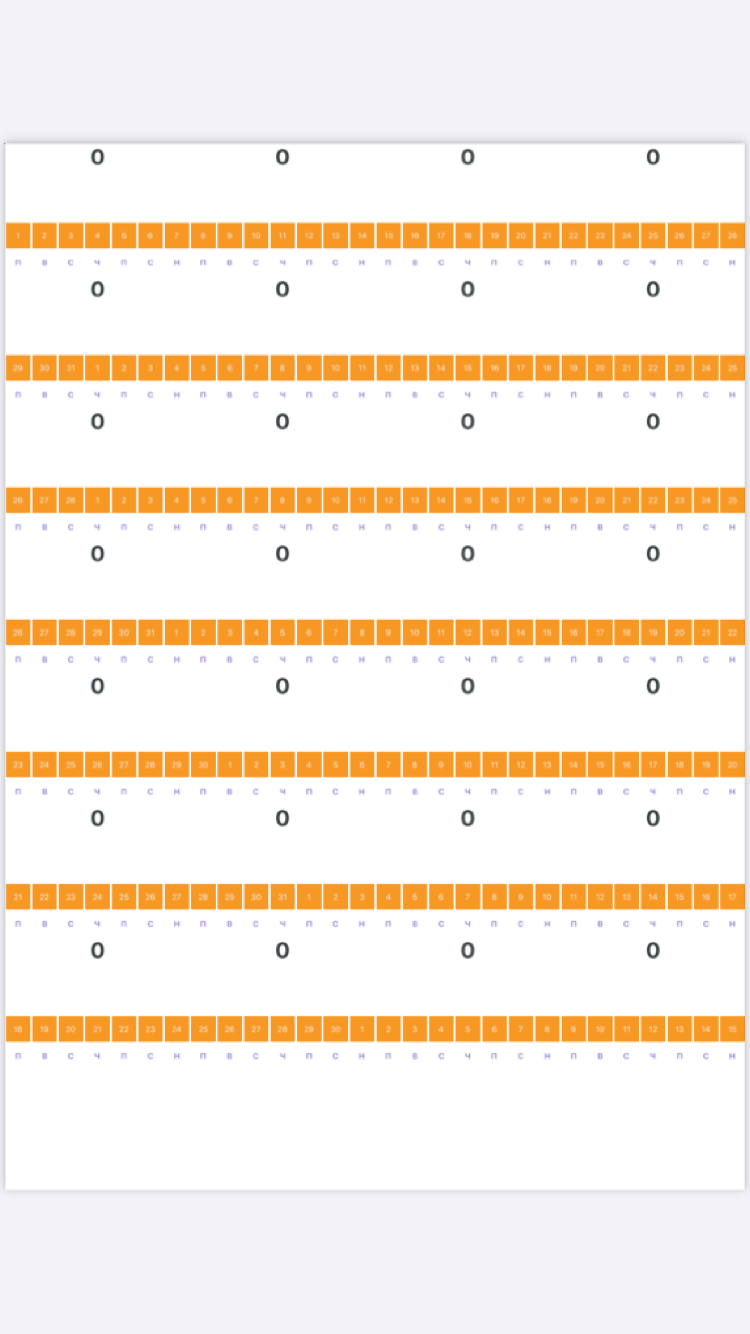 0 0 0 0
1 2 3 4 5 6 7 8 9 10 11 12 13 14 15 16 17 18 19 20 21 22 23 24 25 26 27 28
П В С Ч П С Н П В С Ч П С Н П В С Ч П С Н П В С Ч П С Н
0 0 0 0
29 30 31 1 2 3 4 5 6 7 8 9 10 11 12 13 14 15 16 17 18 19 20 21 22 23 24 25
П В С Ч П С Н П В С Ч П С Н П В С Ч П С Н П В С Ч П С Н
0 0 0 0
26 27 28 1 2 3 4 5 6 7 8 9 10 11 12 13 14 15 16 17 18 19 20 21 22 23 24 25
П В С Ч П С Н П В С Ч П С Н П В С Ч П С Н П В С Ч П С Н
0 0 0 0
26 27 28 29 30 31 1 2 3 4 5 6 7 8 9 10 11 12 13 14 15 16 17 18 19 20 21 22
П В С Ч П С Н П В С Ч П С Н П В С Ч П С Н П В С Ч П С Н
0 0 0 0
23 24 25 26 27 28 29 30 1 2 3 4 5 6 7 8 9 10 11 12 13 14 15 16 17 18 19 20
П В С Ч П С Н П В С Ч П С Н П В С Ч П С Н П В С Ч П С Н
0 0 0 0
21 22 23 24 25 26 27 28 29 30 31 1 2 3 4 5 6 7 8 9 10 11 12 13 14 15 16 17
П В С Ч П С Н П В С Ч П С Н П В С Ч П С Н П В С Ч П С Н
0 0 0 0
18 19 20 21 22 23 24 25 26 27 28 29 30 1 2 3 4 5 6 7 8 9 10 11 12 13 14 15
П В С Ч П С Н П В С Ч П С Н П В С Ч П С Н П В С Ч П С Н